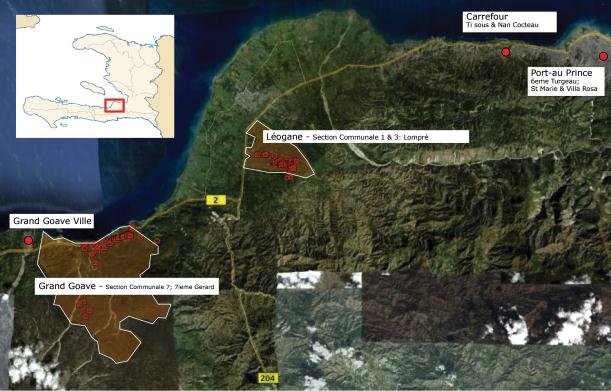 Carrefour
Ti sous & Nan Cocteau
Port-au Prince
6eme Turgeau;
St Marie & Villa Rosa
Léogane - Section Communale 1 & 3: Lompré
2
Grand Goave Ville
Grand Goave - Section Communale 7; 7ieme Gerard
204